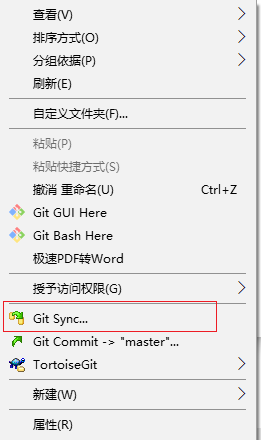 查看(V)
排序方式(O)
分组依据(P)
刷新(E)
自定义文件夹(F)...
粘贴(P)
粘贴快捷方式(S)
撤消 重命名(U) Ctrl+Z
Git GUI Here
Git Bash Here
极速PDF转Word
授予访问权限(G)
Git Sync...
Git Commit -> "master"...
TortoiseGit
新建(W)
属性(R)